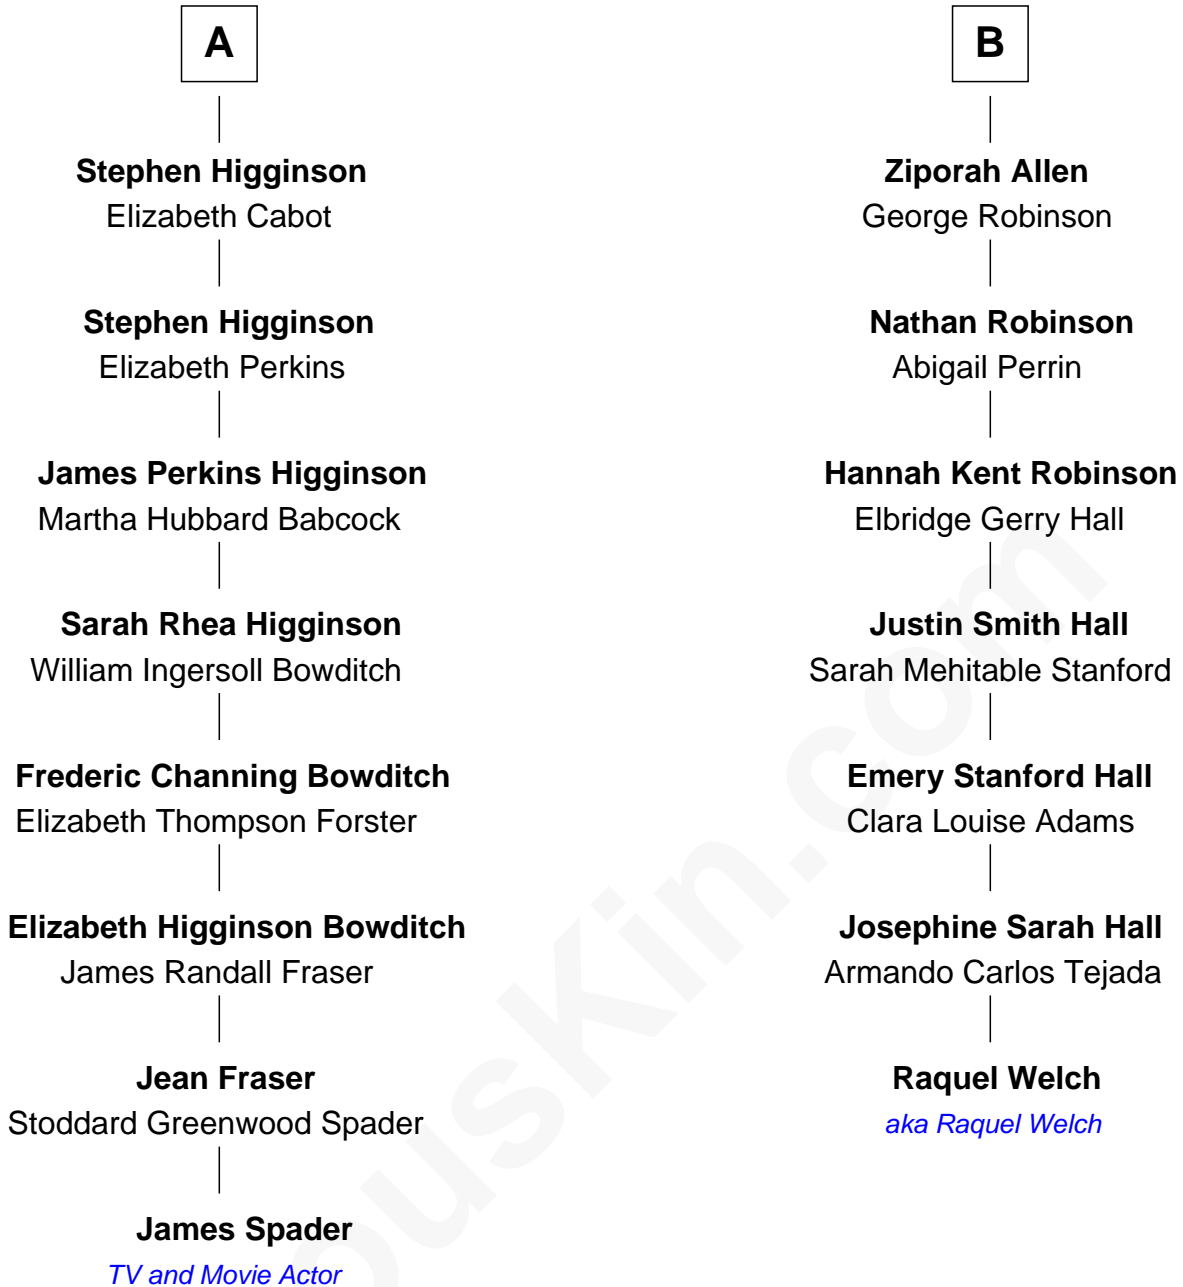 A
Stephen Higginson
Elizabeth Cabot
Stephen Higginson
Elizabeth Perkins
James Perkins Higginson
Martha Hubbard Babcock
Sarah Rhea Higginson
William Ingersoll Bowditch
Frederic Channing Bowditch
Elizabeth Thompson Forster
Elizabeth Higginson Bowditch
James Randall Fraser
Jean Fraser
Stoddard Greenwood Spader
James Spader
TV and Movie Actor
B
Ziporah Allen
George Robinson
Nathan Robinson
Abigail Perrin
Hannah Kent Robinson
Elbridge Gerry Hall
Justin Smith Hall
Sarah Mehitable Stanford
Emery Stanford Hall
Clara Louise Adams
Josephine Sarah Hall
Armando Carlos Tejada
Raquel Welch
aka Raquel Welch
ousKin.com